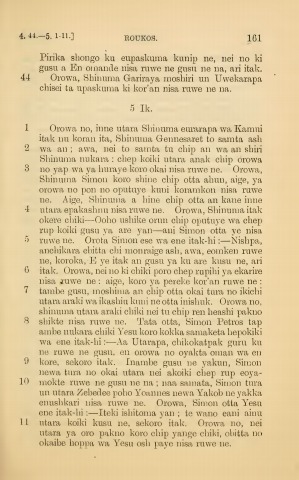 4. 44.—5. 1-11.] ROUKOS. 161
Pirika shongo ku eupaskuma kunip ne, nei no ki
gusu a En omande nisa ruwe ne gusu ne na, ari itak.
44 Orowa, Shinuma Gariraya moshiri un Uwekarapa
chisei ta upaskuma ki kor'an nisa ruwe ne na.
5 Ik.
1 Orowa no, inne utara Shinuma eurarapa wa Kamui
itak nu koran ita, Shinuma Gennesaret to samta ash
2 wa an; awa, nei to samta tu chip an wa an shiri
Shinuma nukara: chep koiki utara anak chip orowa
3 no yap wa ya huraye koro okai nisa ruwe ne. Orowa,
Shinuma Simon koro shine chip otta ahun, aige, ya
orowa no pon no oputuye kuni koramkon nisa ruwe
ne. Aige, Shinuma a hine chip otta an kane inne
4 utara epakashnu nisa ruwe ne. Orowa, Shinuma itak
okere chiki—Ooho ushike orun chip oputuye wa chep
rup koiki gusu ya are yan—ani Simon otta ye nisa
5 ruwe ne. Orota Simon ese wa ene itak-hi:—Nishpa,
anchikara ebitta chi monraige ash, awa, eomken ruwe
ne, koroka, E ye itak an gusu ya ku are kusu ne, ari
6 itak. Orowa, nei no ki chiki poro chep rupihi ya ekarire
nisa ruwe ne: aige, koro ya pereke kor'an ruwe ne:
7 tambe gusu, moshima an chip otta okai tura no ikichi
utara araki wa ikashiu kuni ne otta inishuk. Orowa no,
shinuma utara araki chiki nei tu chip ren heashi pakno
8 shikte nisa ruwe ne. Tata otta, Simon Petros tap
ambe nukara chiki Yesu koro kokka samaketa hepokiki
wa ene itak-hi:—Aa Utarapa, chikokatpak guru ku
ne ruwe ne gusu, en orowa no oyakta oman wa en
9 kore, sekoro itak. Inambe gusu ne yakun, Simon
newa tura no okai utara nei akoiki chep rup eoya-
10 mokte ruwe ne gusu ne na; naa samata, Simon tura
un utara Zebedee poho Yoannes newa Yakob ne yakka
enushkari nisa ruwe ne. Orowa, Simon otta Yesu
ene itak-hi:—Iteki ishitoma yan; te wano eani ainu
11 utara koiki kusu ne, sekoro itak. Orowa no, nei
utara ya oro pakno koro chip yange chiki, obitta no
okaibe hoppa wa Yesu osh paye nisa ruwe ne.